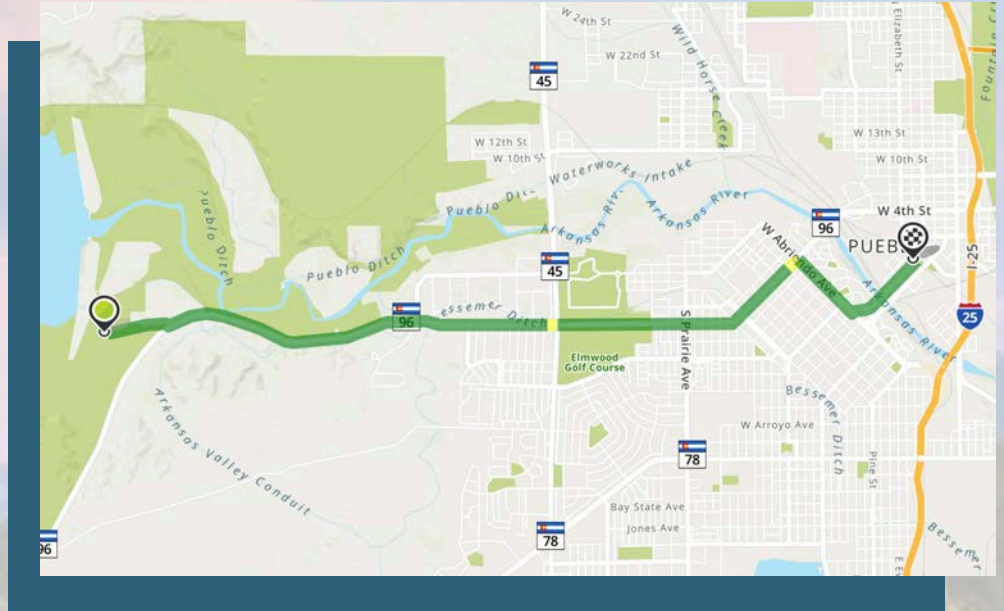 W 24th St
Elizabeth St
Fountain
W 22nd St
Wild Horse Creek
45
W 13th St
W 12th St
W 10th St
W 10th St
Waterworks Intake
Pueblo
Arkansas
Arkansas River
W 4th St
96
PUEB
Pueblo Ditch
Pueblo Ditch
W Abriendo Ave
45
I-25
Arkansas River
96
essemer Ditch
25
S Prairie Ave
Elmwood
Golf Course
Arkansas Valley Conduit
Bessemer Ditch
W Arroyo Ave
78
Pine St
Bay State Ave
Jones Ave
78
96
Bessemer